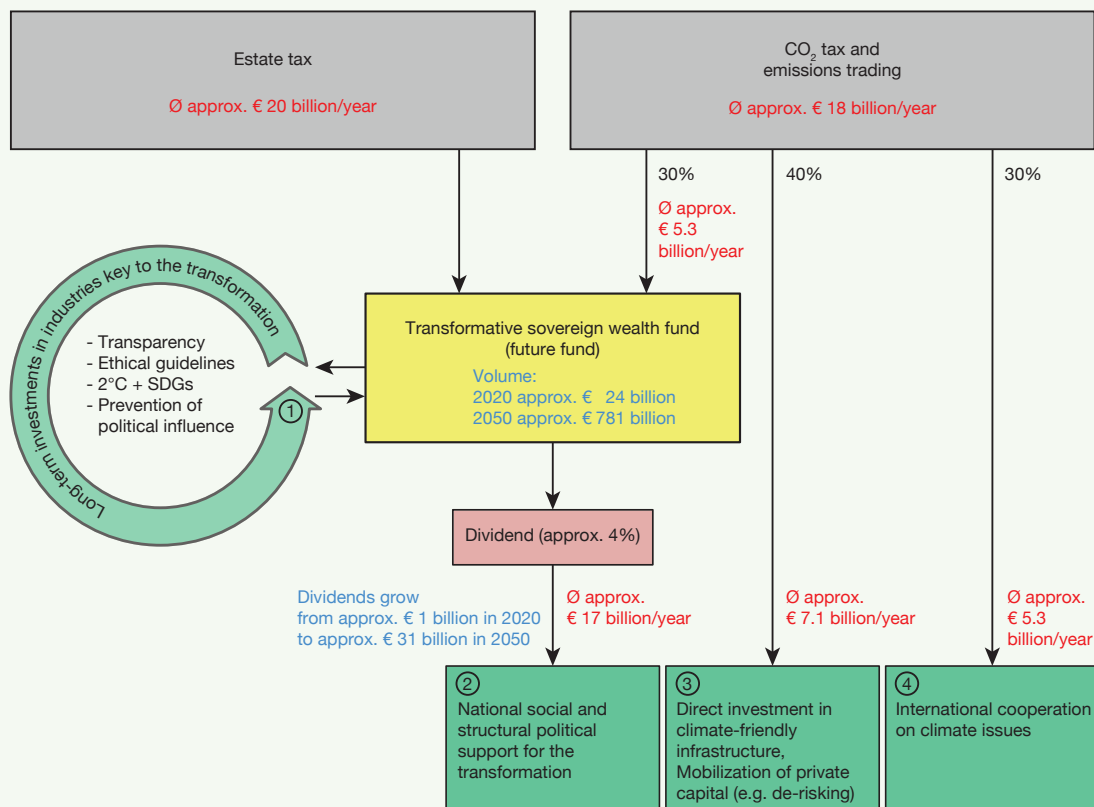 Estate tax
Ø approx. € 20 billion/year
CO₂ tax and
emissions trading
Ø approx. € 18 billion/year
30%
40%
30%
Ø approx.
€ 5.3
billion/year
Long-term investments in industries key to the transformation
- Transparency
- Ethical guidelines
- 2°C + SDGs
- Prevention of
political influence
1
Transformative sovereign wealth fund
(future fund)
Volume:
2020 approx. € 24 billion
2050 approx. € 781 billion
Dividend (approx. 4%)
Dividends grow
from approx. € 1 billion in 2020
to approx. € 31 billion in 2050
Ø approx.
€ 17 billion/year
Ø approx.
€ 7.1 billion/year
Ø approx.
€ 5.3
billion/year
2
National social and
structural political
support for the
transformation
3
Direct investment in
climate-friendly
infrastructure,
Mobilization of private
capital (e.g. de-risking)
4
International cooperation
on climate issues